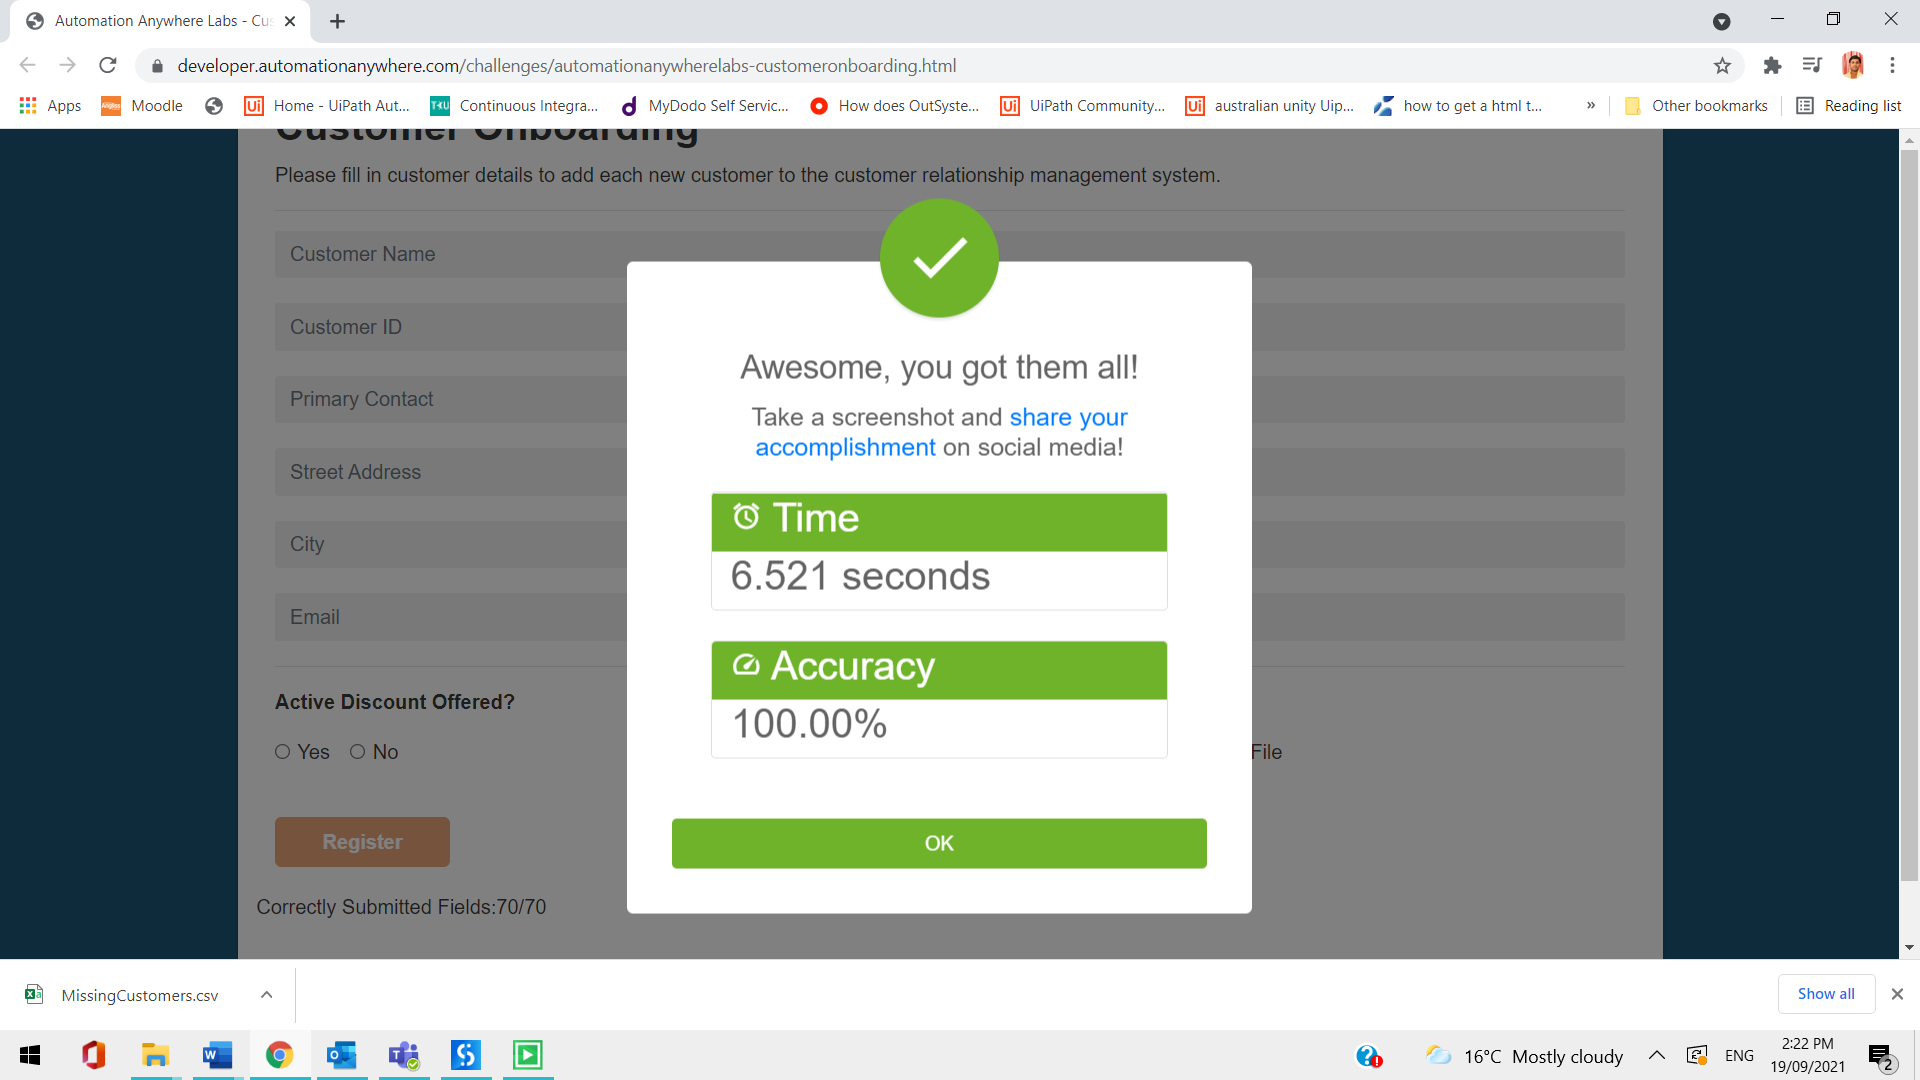 Automation Anywhere Labs - Cus
developer.automationanywhere.com/challenges/automationanywherelabs-customeronboarding.html
Apps
Moodle
Home - UiPath Aut...
Continuous Integra...
MyDodo Self Servic...
How does OutSyste...
UiPath Community...
australian unity Uip...
how to get a html t...
»
Other bookmarks
Reading list
Customer Onboarding
Please fill in customer details to add each new customer to the customer relationship management system.
Customer Name
Customer ID
Primary Contact
Street Address
City
Email
Active Discount Offered?
Yes
No
File
Register
Correctly Submitted Fields:70/70
Awesome, you got them all!
Take a screenshot and share your
accomplishment on social media!
Time
6.521 seconds
Accuracy
100.00%
OK
MissingCustomers.csv
Show all
16°C Mostly cloudy
ENG
2:22 PM
19/09/2021
2